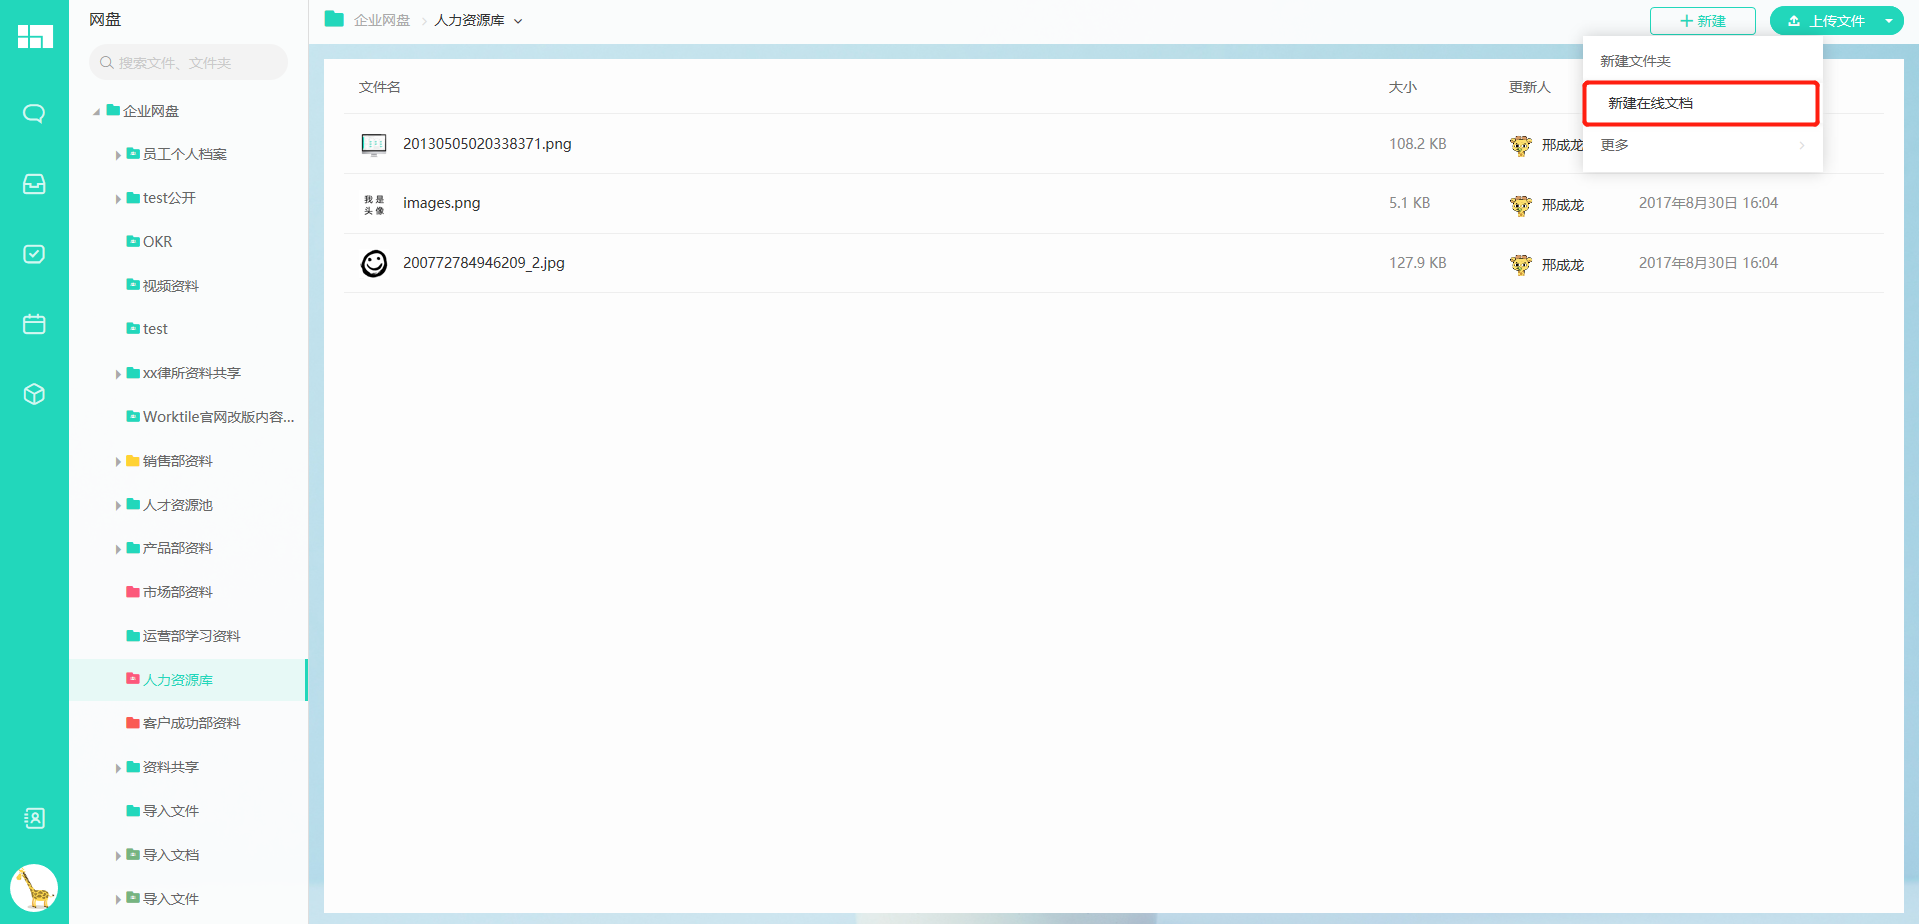 网盘
搜索文件、文件夹
企业网盘
员工个人档案
test公开
OKR
视频资料
test
xx律所资料共享
Worktile官网改版内容...
销售部资料
人才资源池
产品部资料
市场部资料
运营部学习资料
人力资源库
客户成功部资料
资料共享
导入文件
导入文档
导入文件
企业网盘 人力资源库
新建 上传文件
新建文件夹
新建在线文档
更多
文件名 大小 更新人
20130505020338371.png 108.2 KB 邢成龙
我是
头像
images.png 5.1 KB 邢成龙 2017年8月30日 16:04
200772784946209_2.jpg 127.9 KB 邢成龙 2017年8月30日 16:04